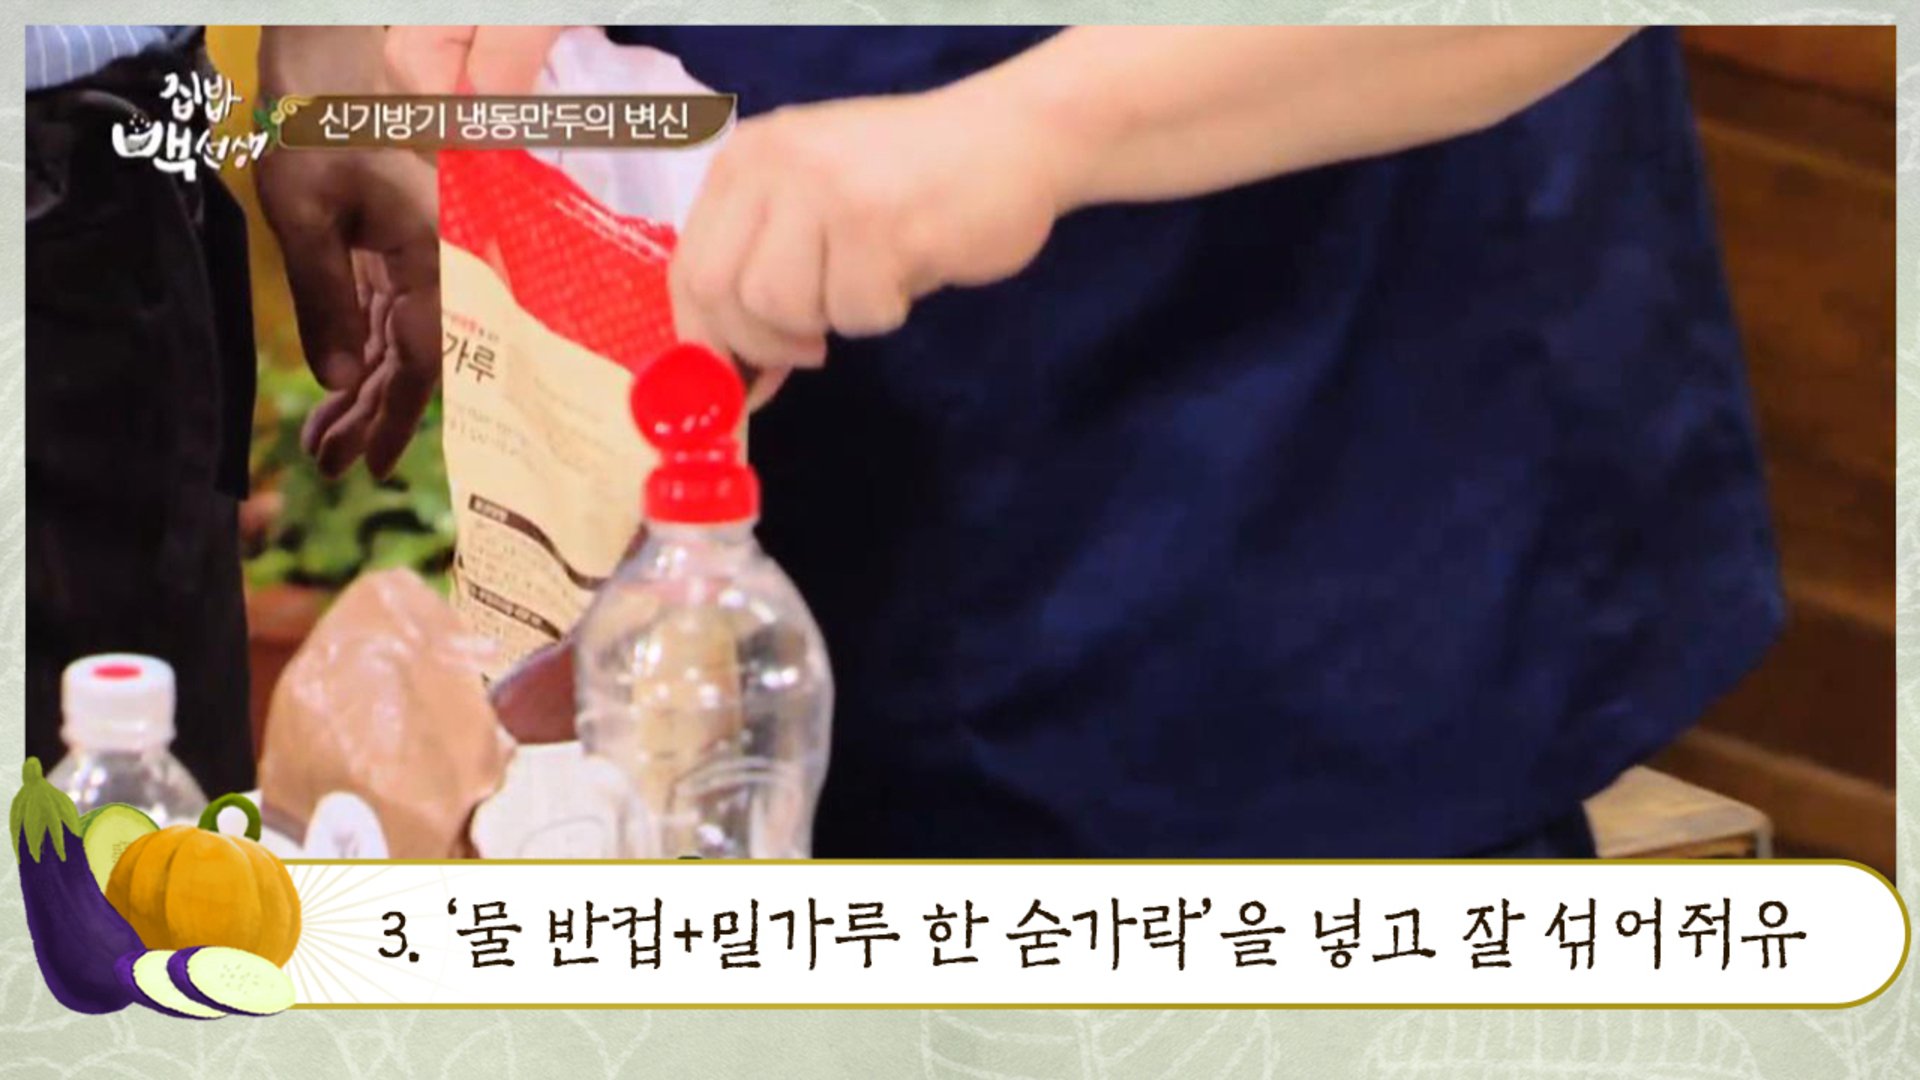 집밥
백선생
신기방기 냉동만두의 변신
가루
3. ‘물 반컵+밀가루 한 숟가락’을 넣고 잘 섞어줘유